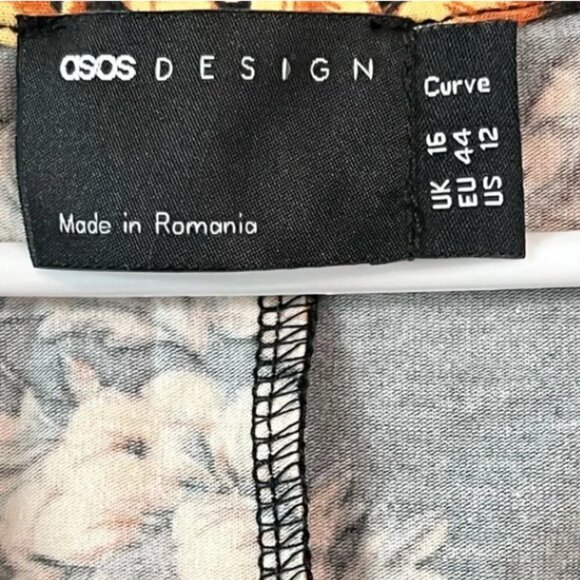 asos DESIGN
Made in Romania
Curve
UK 16
EU 44
US 12